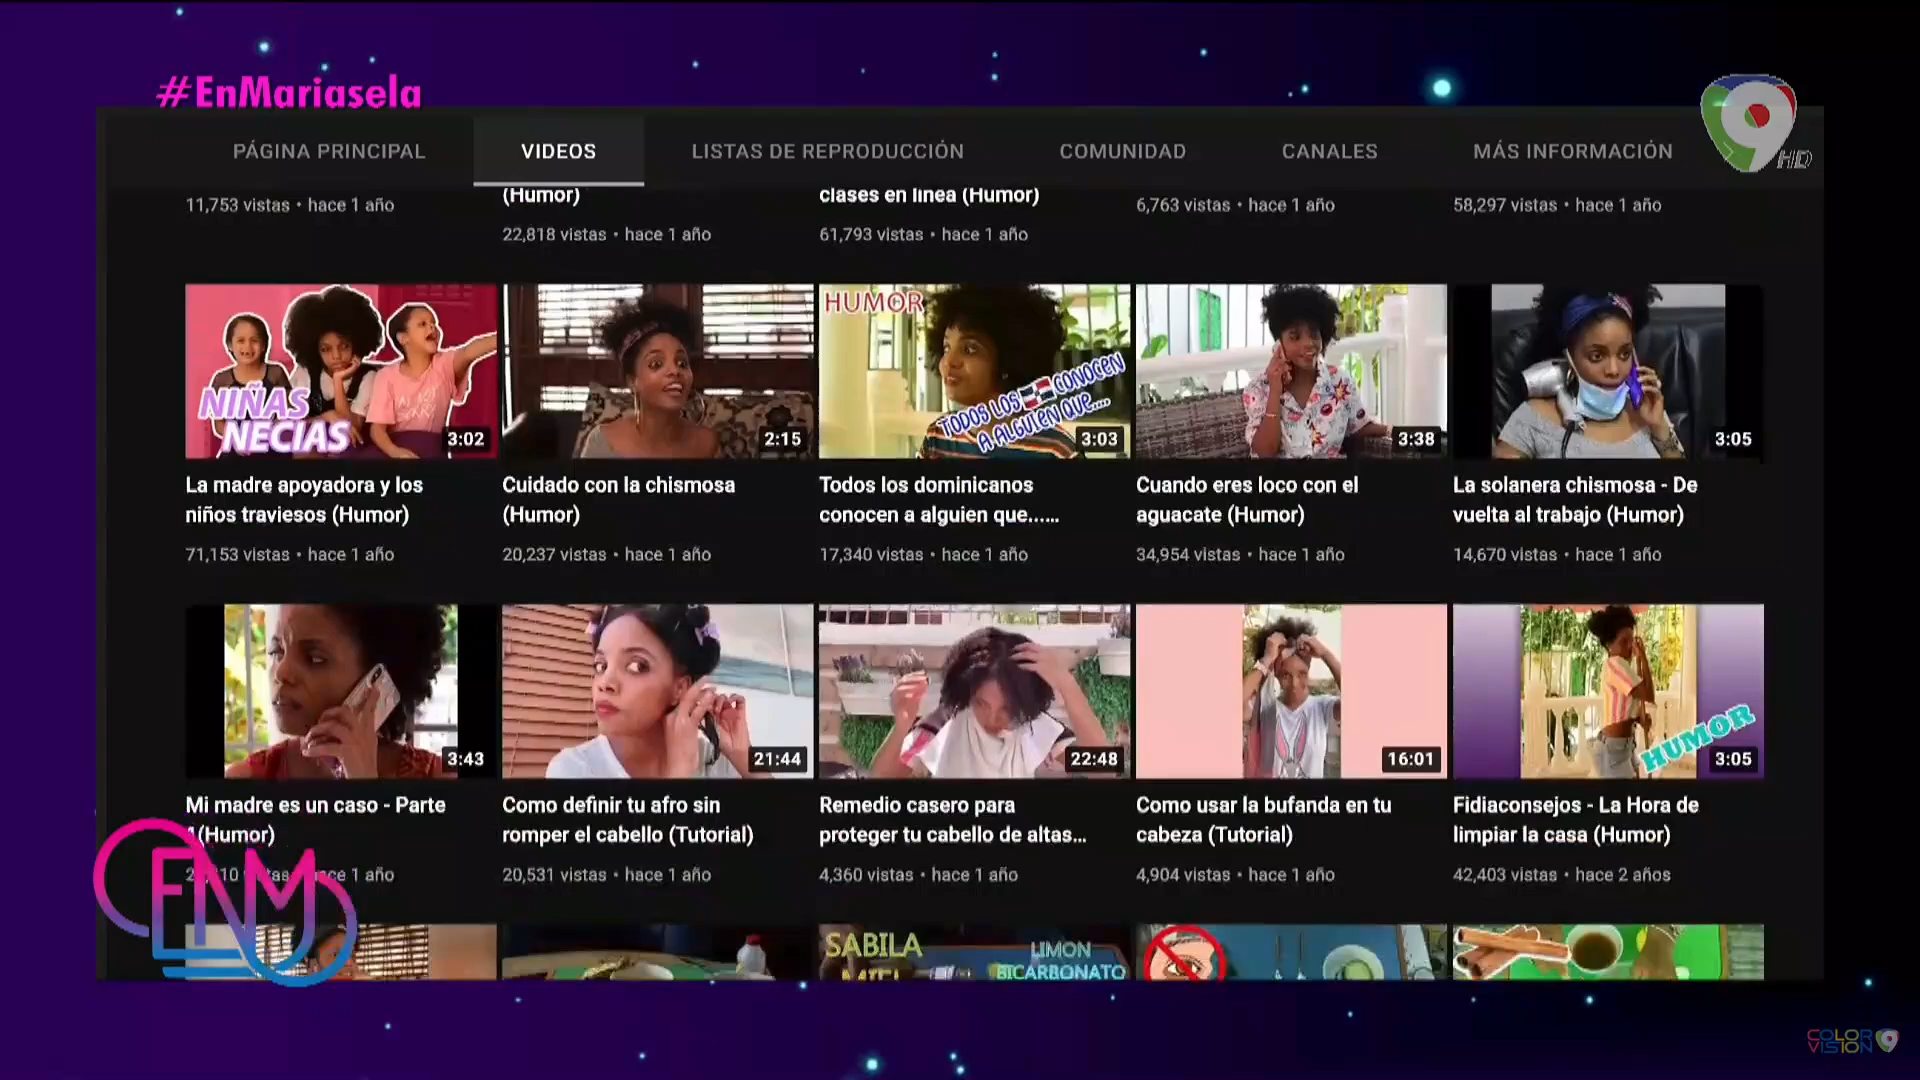 #EnMariasela
9
HD
PÁGINA PRINCIPAL
VIDEOS
LISTAS DE REPRODUCCIÓN
COMUNIDAD
CANALES
MÁS INFORMACIÓN
11,753 vistas • hace 1 año
(Humor)
22,818 vistas • hace 1 año
clases en línea (Humor)
61,793 vistas • hace 1 año
6,763 vistas • hace 1 año
58,297 vistas • hace 1 año
NIÑAS
NECIAS
3:02
2:15
HUMOR
TODOS LOS CONOCEN
A ALGUIEN QUE....
3:03
3:38
3:05
La madre apoyadora y los
niños traviesos (Humor)
71,153 vistas • hace 1 año
Cuidado con la chismosa
(Humor)
20,237 vistas • hace 1 año
Todos los dominicanos
conocen a alguien que......
17,340 vistas • hace 1 año
Cuando eres loco con el
aguacate (Humor)
34,954 vistas • hace 1 año
La solanera chismosa - De
vuelta al trabajo (Humor)
14,670 vistas • hace 1 año
3:43
21:44
22:48
16:01
HUMOR
3:05
Mi madre es un caso - Parte
(Humor)
hace 1 año
Como definir tu afro sin
romper el cabello (Tutorial)
20,531 vistas • hace 1 año
Remedio casero para
proteger tu cabello de altas...
4,360 vistas • hace 1 año
Como usar la bufanda en tu
cabeza (Tutorial)
4,904 vistas • hace 1 año
Fidiaconsejos - La Hora de
limpiar la casa (Humor)
42,403 vistas • hace 2 años
ENM
SABILA
MIEL
LIMON
BICARBONATO
COLOR
VISION 9